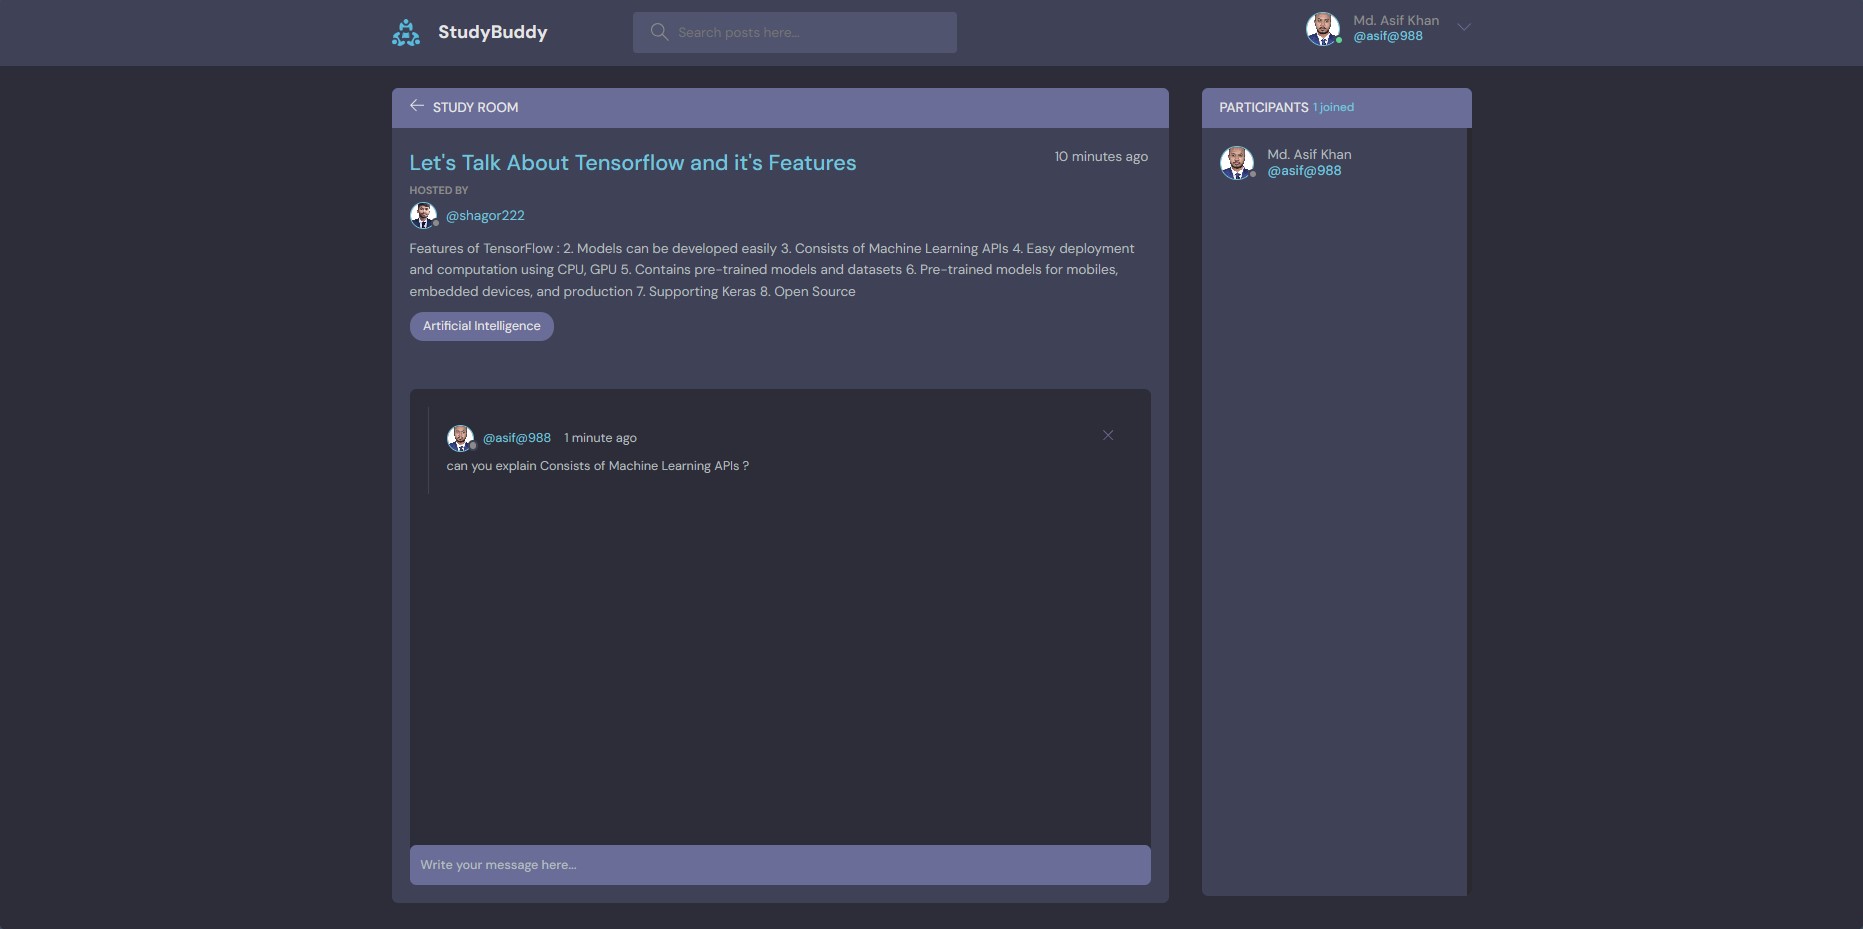 StudyBuddy
Search posts here...
Md. Asif Khan
@asif@988
STUDY ROOM
Let's Talk About Tensorflow and it's Features
10 minutes ago
HOSTED BY
@shagor222
Features of TensorFlow : 2. Models can be developed easily 3. Consists of Machine Learning APIs 4. Easy deployment
and computation using CPU, GPU 5. Contains pre-trained models and datasets 6. Pre-trained models for mobiles,
embedded devices, and production 7. Supporting Keras 8. Open Source
Artificial Intelligence
@asif@988 1 minute ago
can you explain Consists of Machine Learning APIs ?
Write your message here...
PARTICIPANTS 1 joined
Md. Asif Khan
@asif@988